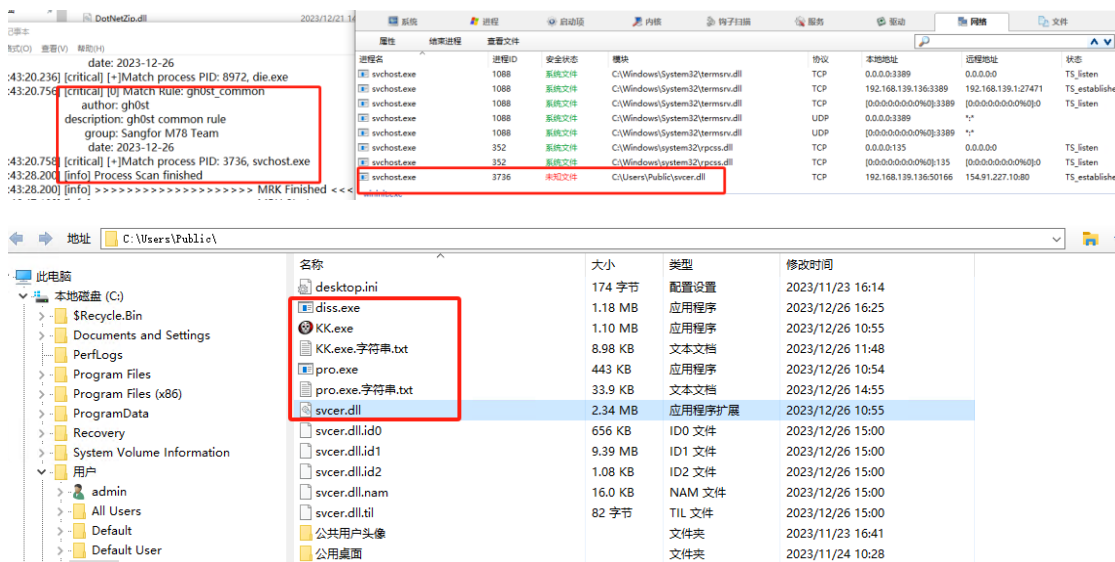 DotNetZip.dll
2023/12/21 1
表式(O) 查看(V) 帮助(H)
date: 2023-12-26
:43:20.236] [critical] [+]Match process PID: 8972, die.exe
:43:20.756] [critical] [0] Match Rule: gh0st_common
author: gh0st
description: gh0st common rule
group: Sangfor M78 Team
date: 2023-12-26
:43:20.758] [critical] [+]Match process PID: 3736, svchost.exe
:43:28.200] [info] Process Scan finished
:43:28.200] [info] >>>>>>>>>>>>>>>>>>>> MRK Finished <<<
系统 进程 启动项 内核 钩子扫描 服务 驱动 网络 文件
属性 结束进程 查看文件
进程名 进程ID 安全状态 模块 协议 本地地址 远程地址 状态
svchost.exe 1088 系统文件 C:\Windows\System32\termsrv.dll TCP 0.0.0.0:3389 0.0.0.0:0 TS_listen
svchost.exe 1088 系统文件 C:\Windows\System32\termsrv.dll TCP 192.168.139.136:3389 192.168.139.1:27471 TS_establishe
svchost.exe 1088 系统文件 C:\Windows\System32\termsrv.dll TCP [0:0:0:0:0:0:0:0%0]:3389 [0:0:0:0:0:0:0:0%0]:0 TS_listen
svchost.exe 1088 系统文件 C:\Windows\System32\termsrv.dll UDP 0.0.0.0:3389 *:*
svchost.exe 1088 系统文件 C:\Windows\System32\termsrv.dll UDP [0:0:0:0:0:0:0:0%0]:3389 *:*
svchost.exe 352 系统文件 C:\Windows\system32\rpcss.dll TCP 0.0.0.0:135 0.0.0.0:0 TS_listen
svchost.exe 352 系统文件 C:\Windows\system32\rpcss.dll TCP [0:0:0:0:0:0:0:0%0]:135 [0:0:0:0:0:0:0:0%0]:0 TS_listen
svchost.exe 3736 未知文件 C:\Users\Public\svcer.dll TCP 192.168.139.136:50166 154.91.227.10:80 TS_establishe
地址 C:\Users\Public\
此电脑
本地磁盘 (C:)
$Recycle.Bin
Documents and Settings
PerfLogs
Program Files
Program Files (x86)
ProgramData
Recovery
System Volume Information
用户
admin
All Users
Default
Default User
名称 大小 类型 修改时间
desktop.ini 174 字节 配置设置 2023/11/23 16:14
diss.exe 1.18 MB 应用程序 2023/12/26 16:25
KK.exe 1.10 MB 应用程序 2023/12/26 10:55
KK.exe.字符串.txt 8.98 KB 文本文档 2023/12/26 11:48
pro.exe 443 KB 应用程序 2023/12/26 10:54
pro.exe.字符串.txt 33.9 KB 文本文档 2023/12/26 14:55
svcer.dll 2.34 MB 应用程序扩展 2023/12/26 10:55
svcer.dll.id0 656 KB ID0 文件 2023/12/26 15:00
svcer.dll.id1 9.39 MB ID1 文件 2023/12/26 15:00
svcer.dll.id2 1.08 KB ID2 文件 2023/12/26 15:00
svcer.dll.nam 16.0 KB NAM 文件 2023/12/26 15:00
svcer.dll.til 82 字节 TIL 文件 2023/12/26 15:00
公共用户头像 文件夹 2023/11/23 16:41
公用桌面 文件夹 2023/11/24 10:28